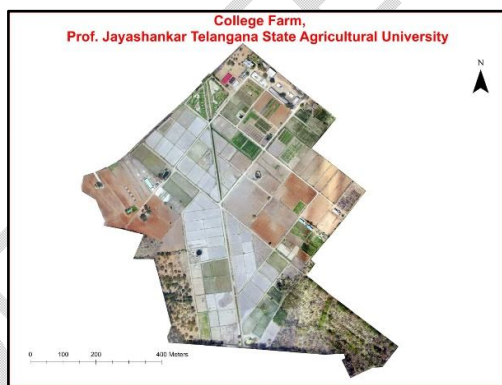 College Farm,
Prof. Jayashankar Telangana State Agricultural University
N
0 100 200 400 Meters